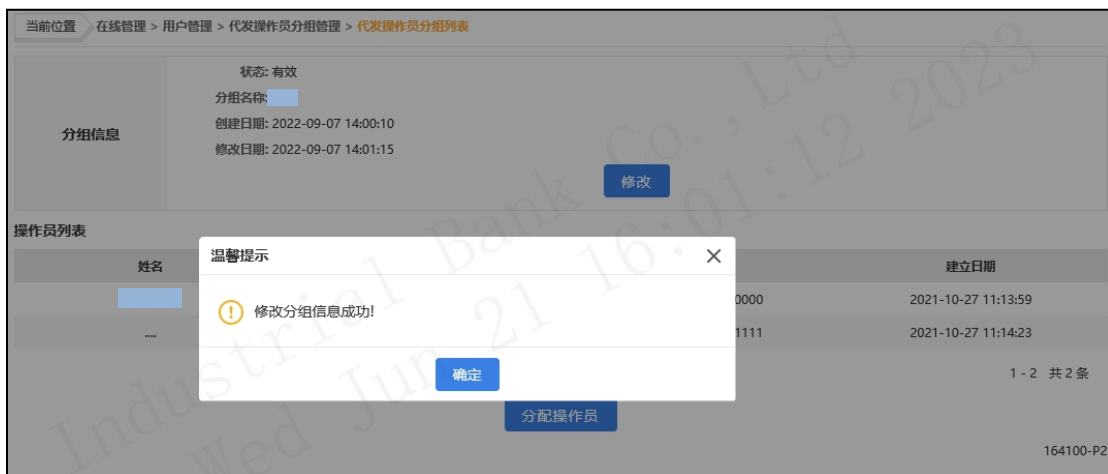 当前位置 在线管理 > 用户管理 > 代发操作员分组管理 > 代发操作员分组列表
状态: 有效
分组名称:
分组信息
创建日期: 2022-09-07 14:00:10
修改日期: 2022-09-07 14:01:15
修改
操作员列表
姓名 建立日期
0000 2021-10-27 11:13:59
.... 1111 2021-10-27 11:14:23
温馨提示
修改分组信息成功!
确定
1 - 2 共 2 条
分配操作员
164100-P2
Industrial Bank Co., Ltd
Wed Jun 21 16:01:12 2023